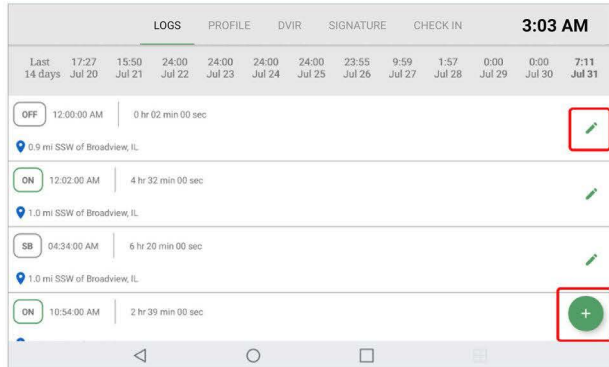 LOGS PROFILE DVIR SIGNATURE CHECK IN 3:03 AM
Last 17:27 15:50 24:00 24:00 24:00 24:00 23:55 9:59 1:57 0:00 0:00 7:11
14 days Jul 20 Jul 21 Jul 22 Jul 23 Jul 24 Jul 25 Jul 26 Jul 27 Jul 28 Jul 29 Jul 30 Jul 31
OFF 12:00:00 AM 0 hr 02 min 00 sec
0.9 mi SSW of Broadview, IL
ON 12:02:00 AM 4 hr 32 min 00 sec
1.0 mi SSW of Broadview, IL
SB 04:34:00 AM 6 hr 20 min 00 sec
1.0 mi SSW of Broadview, IL
ON 10:54:00 AM 2 hr 39 min 00 sec
+